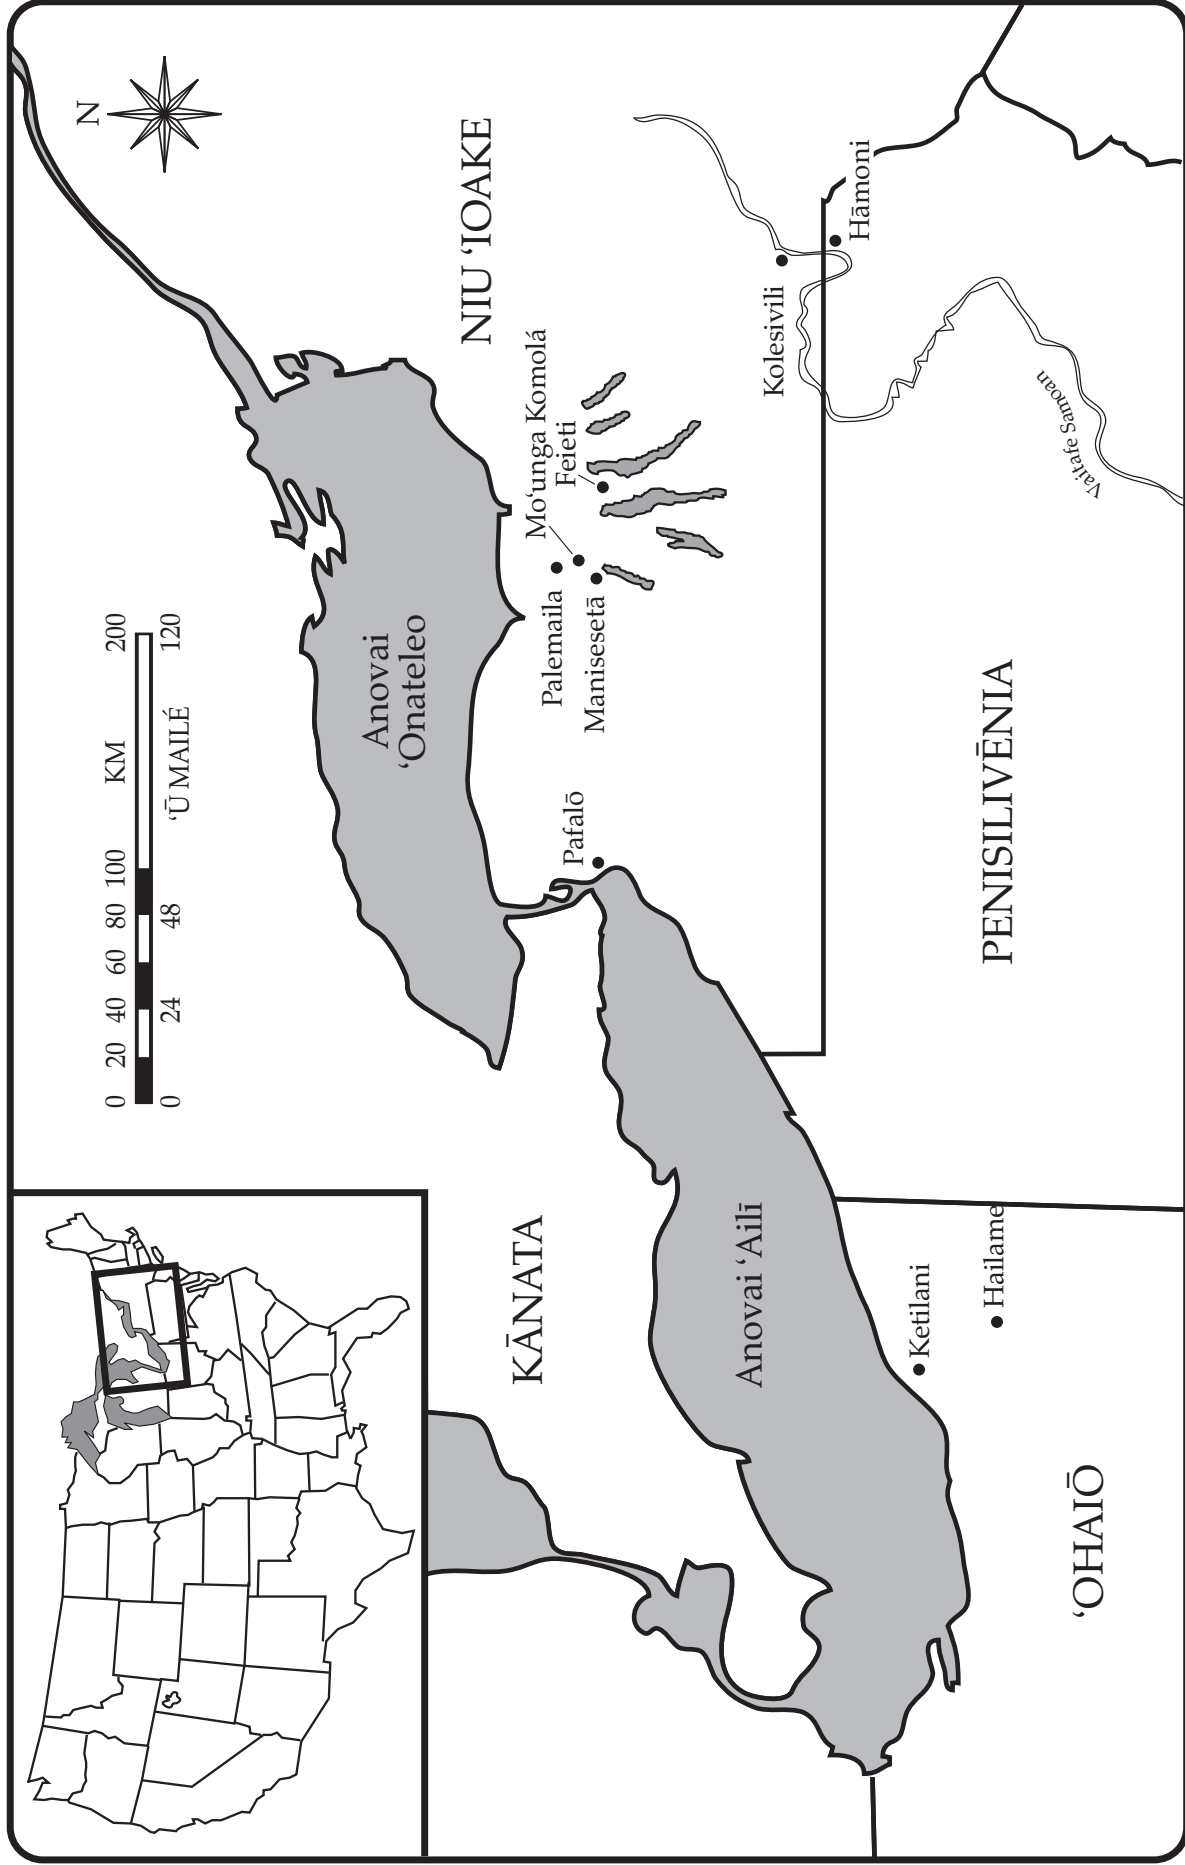 N
0 20 40 60 80 100 KM 200
0 24 48 ʻŪ MAILÉ 120
NIU ʻIOAKE
Anovai
ʻOnateleo
Moʻunga Komolá
Feieti
Palemaila
Manisesetā
Pafalō
KĀNATA
Anovai ʻAilī
Kolesivili
Hāmoni
Vaitafe Samoan
PENISILIVĒNIA
Ketilani
Hailame
ʻOHAIŌ